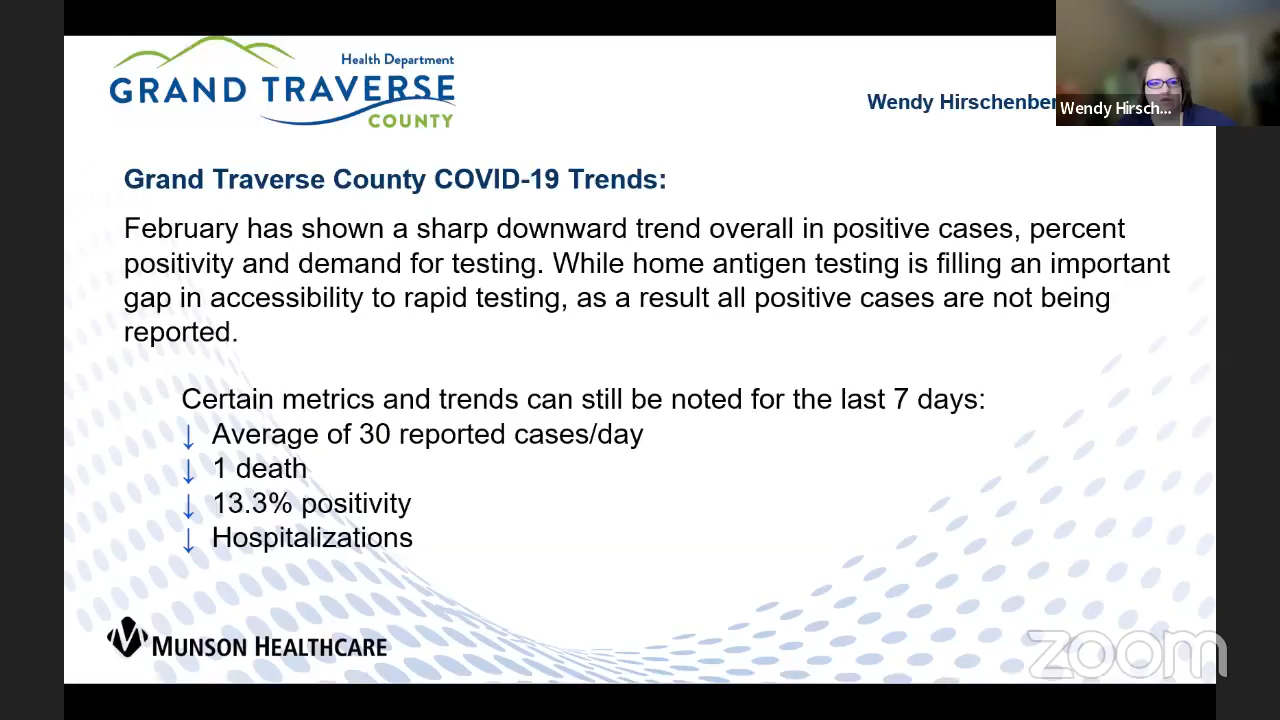 Health Department
GRAND TRAVERSE
COUNTY
Wendy Hirschenber
Wendy Hirsch...
Grand Traverse County COVID-19 Trends:
February has shown a sharp downward trend overall in positive cases, percent
positivity and demand for testing. While home antigen testing is filling an important
gap in accessibility to rapid testing, as a result all positive cases are not being
reported.
Certain metrics and trends can still be noted for the last 7 days:
↓ Average of 30 reported cases/day
↓ 1 death
↓ 13.3% positivity
↓ Hospitalizations
MUNSON HEALTHCARE
zoom